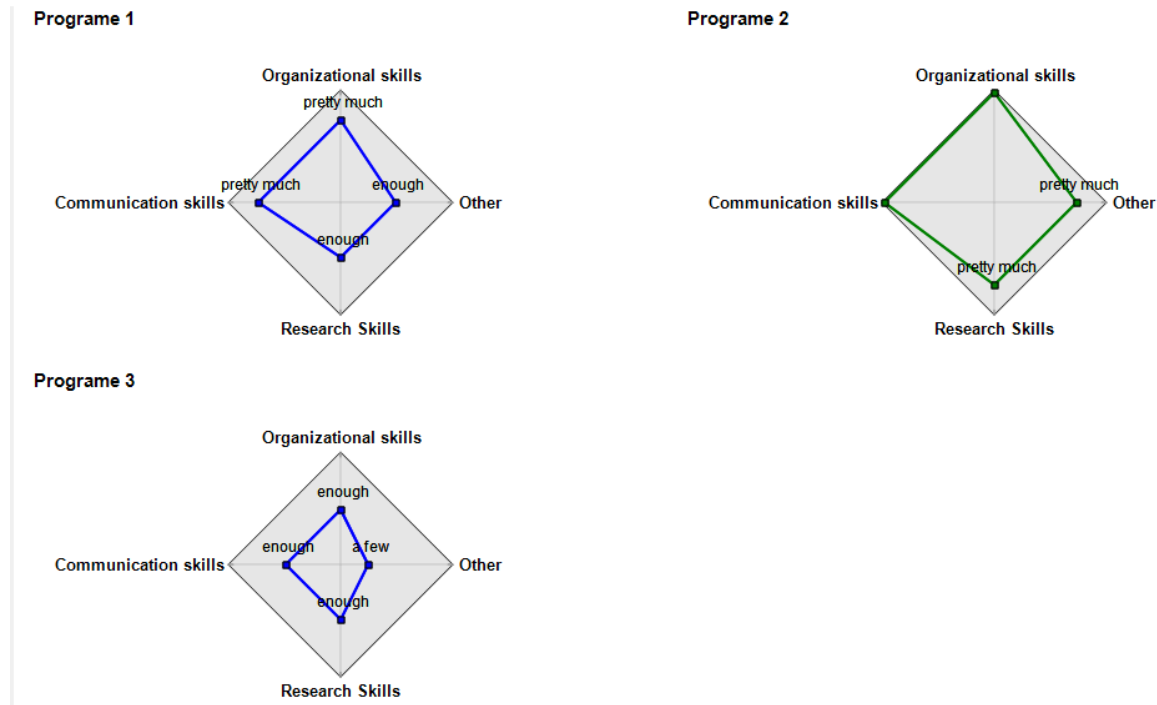 Programe 1
Organizational skills
pretty much
pretty much
enough
Communication skills
Other
enough
Research Skills
Programe 2
Organizational skills
pretty much
Communication skills
Other
pretty much
Research Skills
Programe 3
Organizational skills
enough
enough
a few
Communication skills
Other
enough
Research Skills